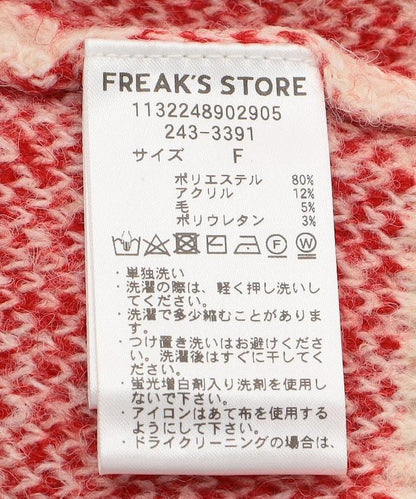 FREAK'S STORE
1132248902905
243-3391
サイズ F
ポリエステル 80%
アクリル 12%
毛 5%
ポリウレタン 3%
F W
・単独洗い
・洗濯の際は、軽く押し洗いし
てください。
・洗濯で多少縮むことがありま
す。
・つけ置き洗いはお避けくださ
い。洗濯後はすぐに干してく
ださい。
・蛍光増白剤入り洗剤を使用し
ないで下さい。
・アイロンはあて布を使用する
ようにして下さい。
・ドライクリーニングの場合は、